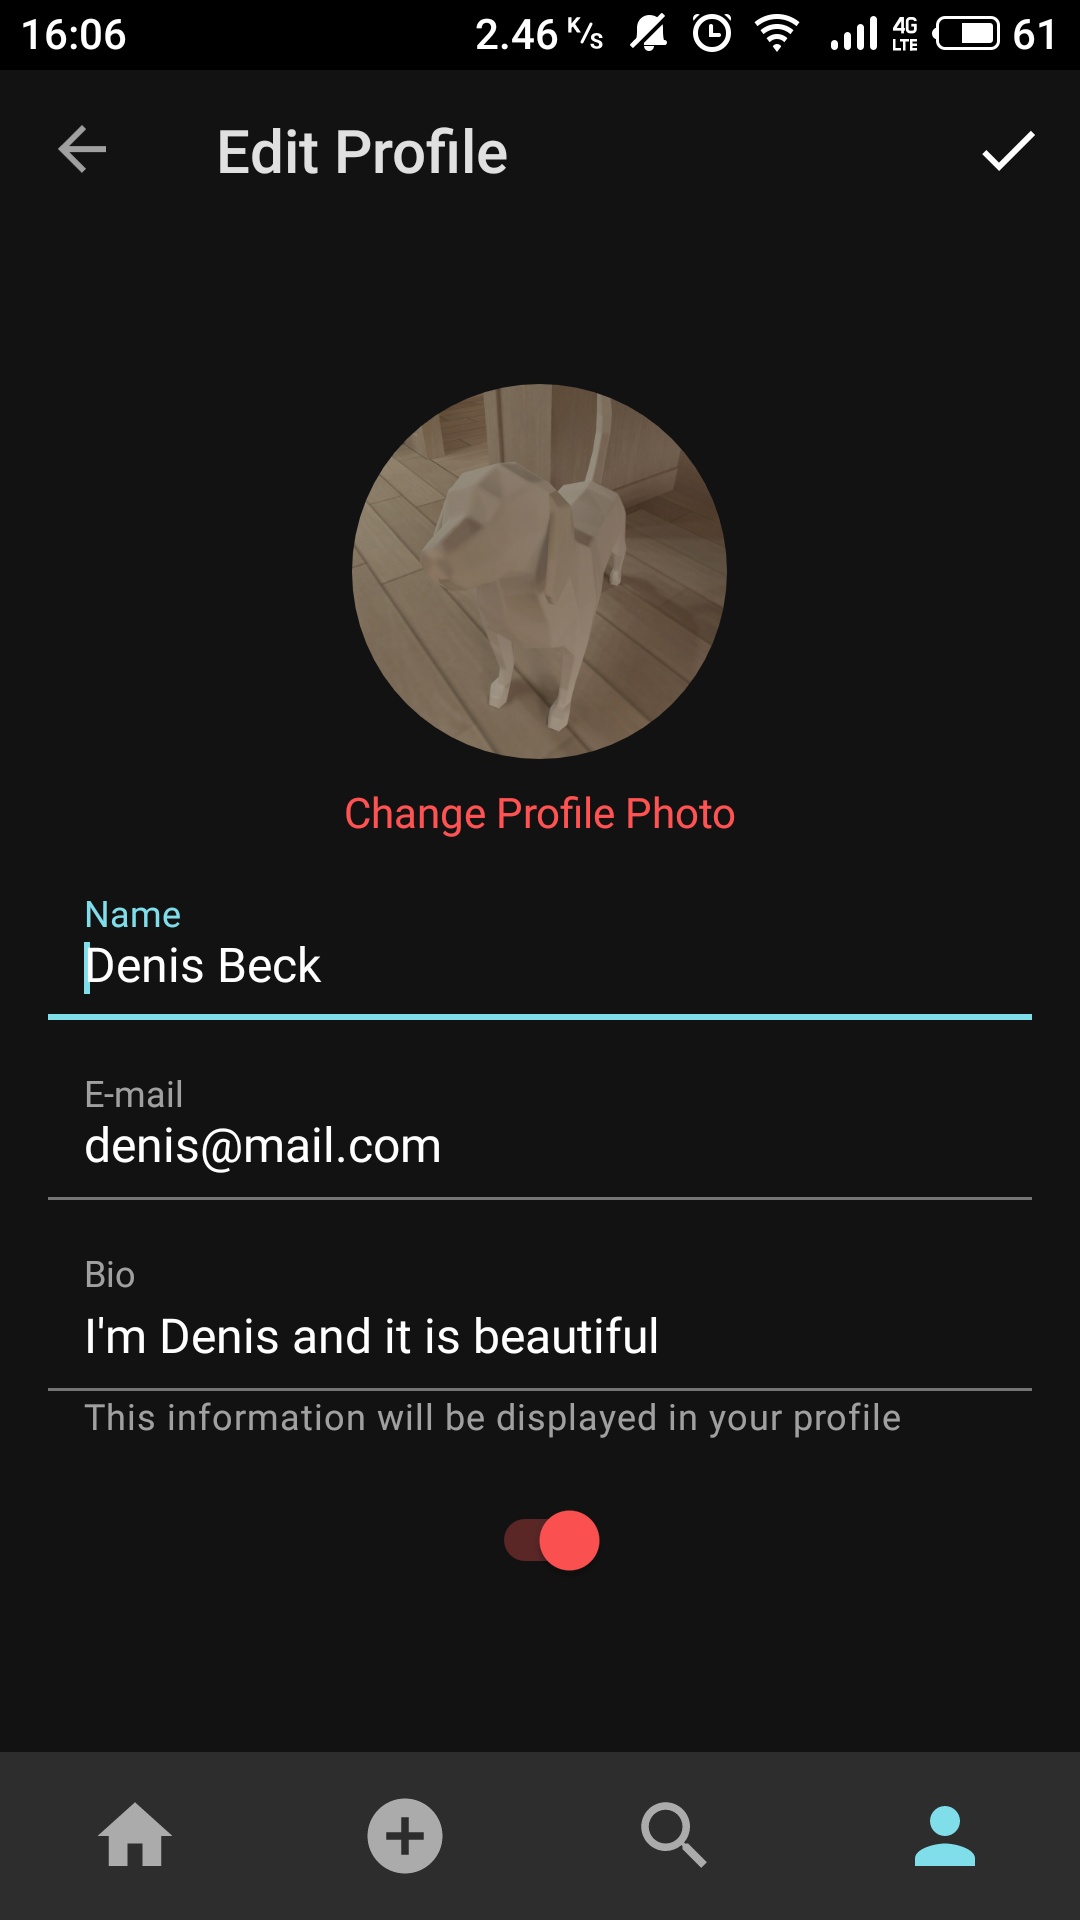 16:06 2.46 K/s 4G LTE 61
Edit Profile
Change Profile Photo
Name
Denis Beck
E-mail
denis@mail.com
Bio
I'm Denis and it is beautiful
This information will be displayed in your profile